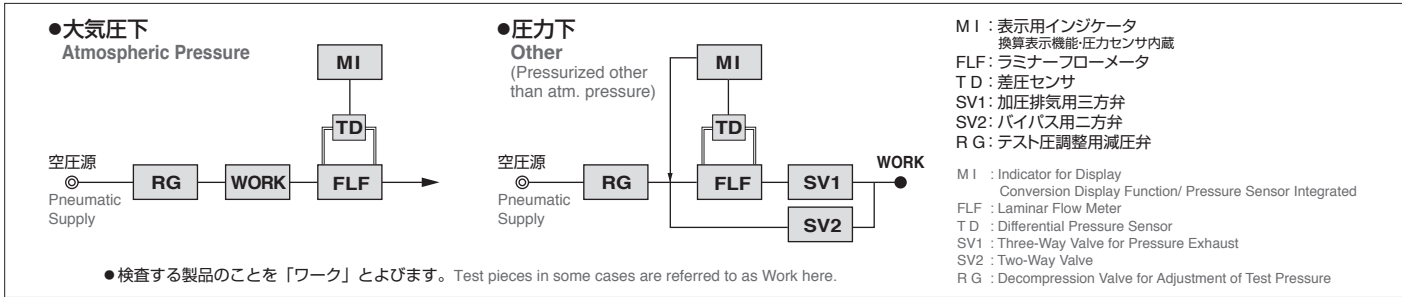 ●大気圧下
Atmospheric Pressure
MI
TD
空圧源
RG
WORK
FLF
Pneumatic
Supply
●圧力下
Other
(Pressurized other
than atm. pressure)
MI
TD
空圧源
RG
FLF
SV1
WORK
Pneumatic
Supply
SV2
●検査する製品のことを「ワーク」とよびます。Test pieces in some cases are referred to as Work here.
M I：表示用インジケータ
換算表示機能・圧力センサ内蔵
FLF：ラミナーフローメータ
T D：差圧センサ
SV1：加圧排気用三方弁
SV2：バイパス用二方弁
R G：テスト圧調整用減圧弁
M I : Indicator for Display
Conversion Display Function/ Pressure Sensor Integrated
FLF : Laminar Flow Meter
T D : Differential Pressure Sensor
SV1 : Three-Way Valve for Pressure Exhaust
SV2 : Two-Way Valve
R G : Decompression Valve for Adjustment of Test Pressure